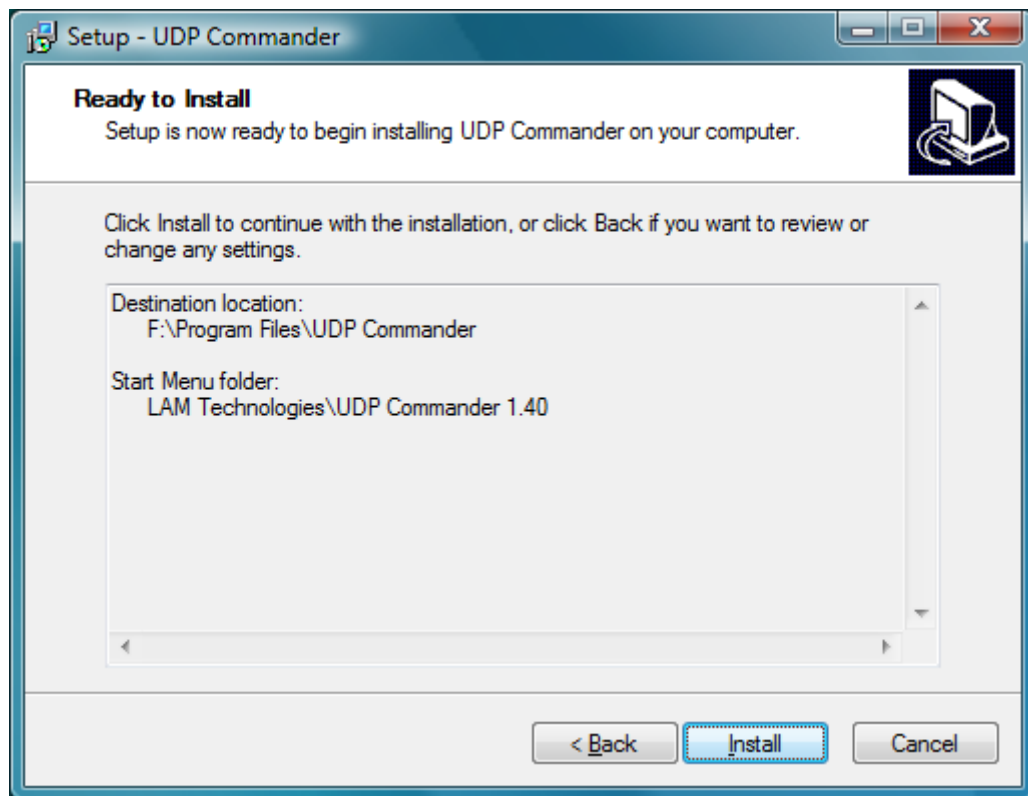 Setup - UDP Commander
Ready to Install
Setup is now ready to begin installing UDP Commander on your computer.
Click Install to continue with the installation, or click Back if you want to review or
change any settings.
Destination location:
F:\Program Files\UDP Commander
Start Menu folder:
LAM Technologies\UDP Commander 1.40
< Back
Install
Cancel